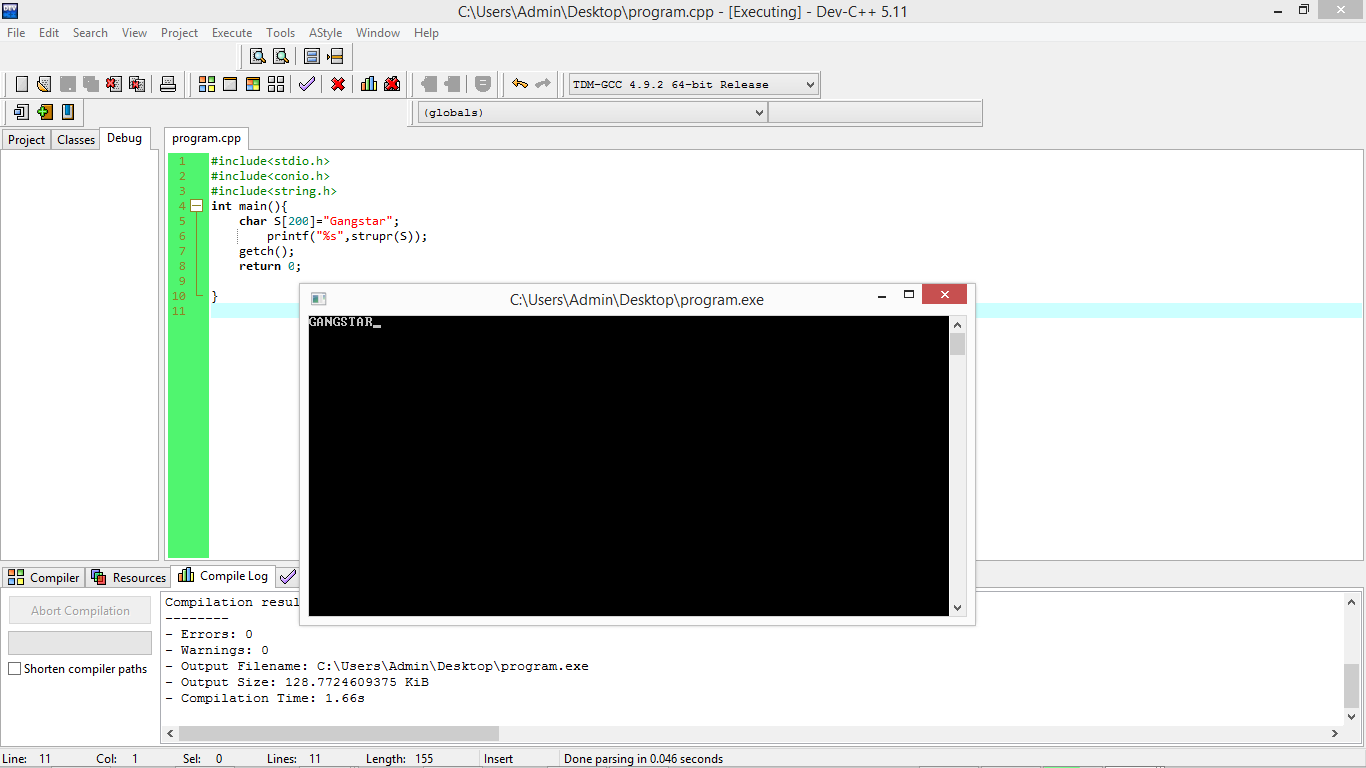 C:\Users\Admin\Desktop\program.cpp - [Executing] - Dev-C++ 5.11
File Edit Search View Project Execute Tools AStyle Window Help
TDM-GCC 4.9.2 64-bit Release
(globals)
Project Classes Debug program.cpp
1 #include<stdio.h>
2 #include<conio.h>
3 #include<string.h>
4 int main(){
5 char S[200]="Gangstar";
6 printf("%s",strupr(S));
7 getch();
8 return 0;
9
10 }
11
C:\Users\Admin\Desktop\program.exe
GANGSTAR_
Compiler Resources Compile Log
Abort Compilation
Shorten compiler paths
Compilation resul
--------
- Errors: 0
- Warnings: 0
- Output Filename: C:\Users\Admin\Desktop\program.exe
- Output Size: 128.7724609375 KiB
- Compilation Time: 1.66s
Line: 11 Col: 1 Sel: 0 Lines: 11 Length: 155 Insert Done parsing in 0.046 seconds